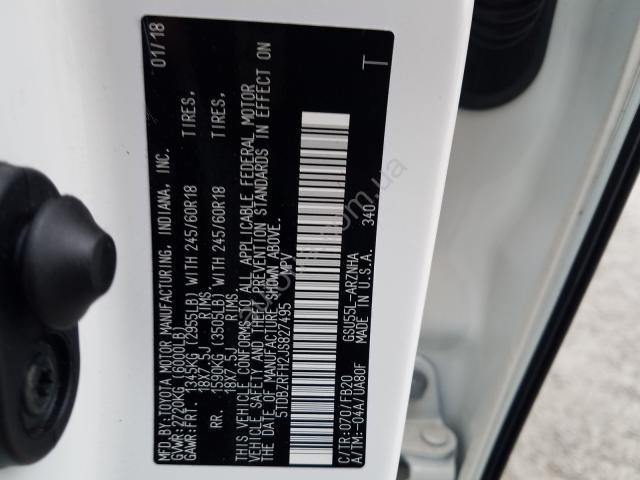 MFD.BY:TOYOTA MOTOR MANUFACTURING, INDIANA, INC. 01/18
GVWR:2720KG (6000LB)
GAWR:FRT. 1345KG (2965LB) WITH 245/60R18 TIRES,
18X7.5J RIMS
RR. 1590KG (3505LB) WITH 245/60R18 TIRES,
18X7.5J RIMS
THIS VEHICLE CONFORMS TO ALL APPLICABLE FEDERAL MOTOR
VEHICLE SAFETY, AND THEFT PREVENTION STANDARDS IN EFFECT ON
THE DATE OF MANUFACTURE SHOWN ABOVE.
5TDBZRFH2JS827495 MPV
T
C/TR:070/FB20 GSU55L-ARZNHA 340
A/TM:-04A/UA80F MADE IN U.S.A.